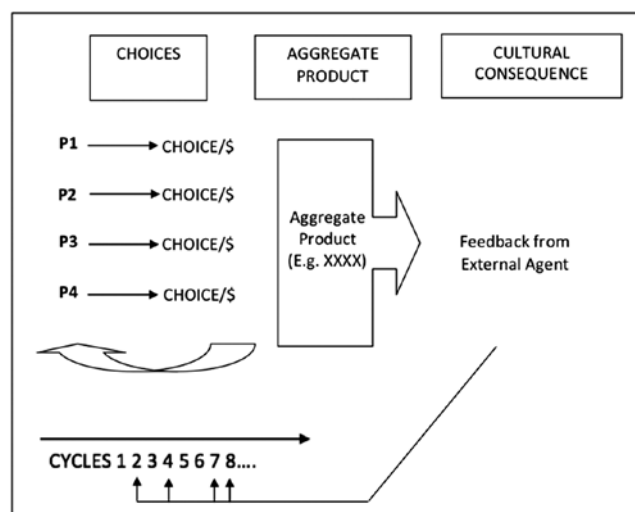 CHOICES
AGGREGATE
PRODUCT
CULTURAL
CONSEQUENCE
P1 CHOICE/$
P2 CHOICE/$
P3 CHOICE/$
P4 CHOICE/$
Aggregate
Product
(E.g. XXXX)
Feedback from
External Agent
CYCLES 1 2 3 4 5 6 7 8....